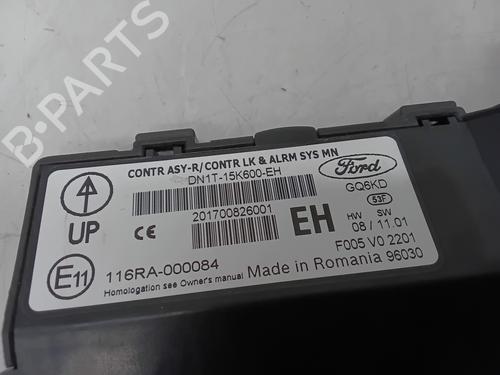 B-PARTS
CONTR ASY-R/CONTR LK & ALRM SYS MN
DN1T-15K600-EH
Ford
GQ6KD
53F
201700826001
EH
HW SW
08 / 11.01
UP
CE
F005 V0 2201
E11
116RA-000084
Made in Romania 96030
Homologation see Owner's manual